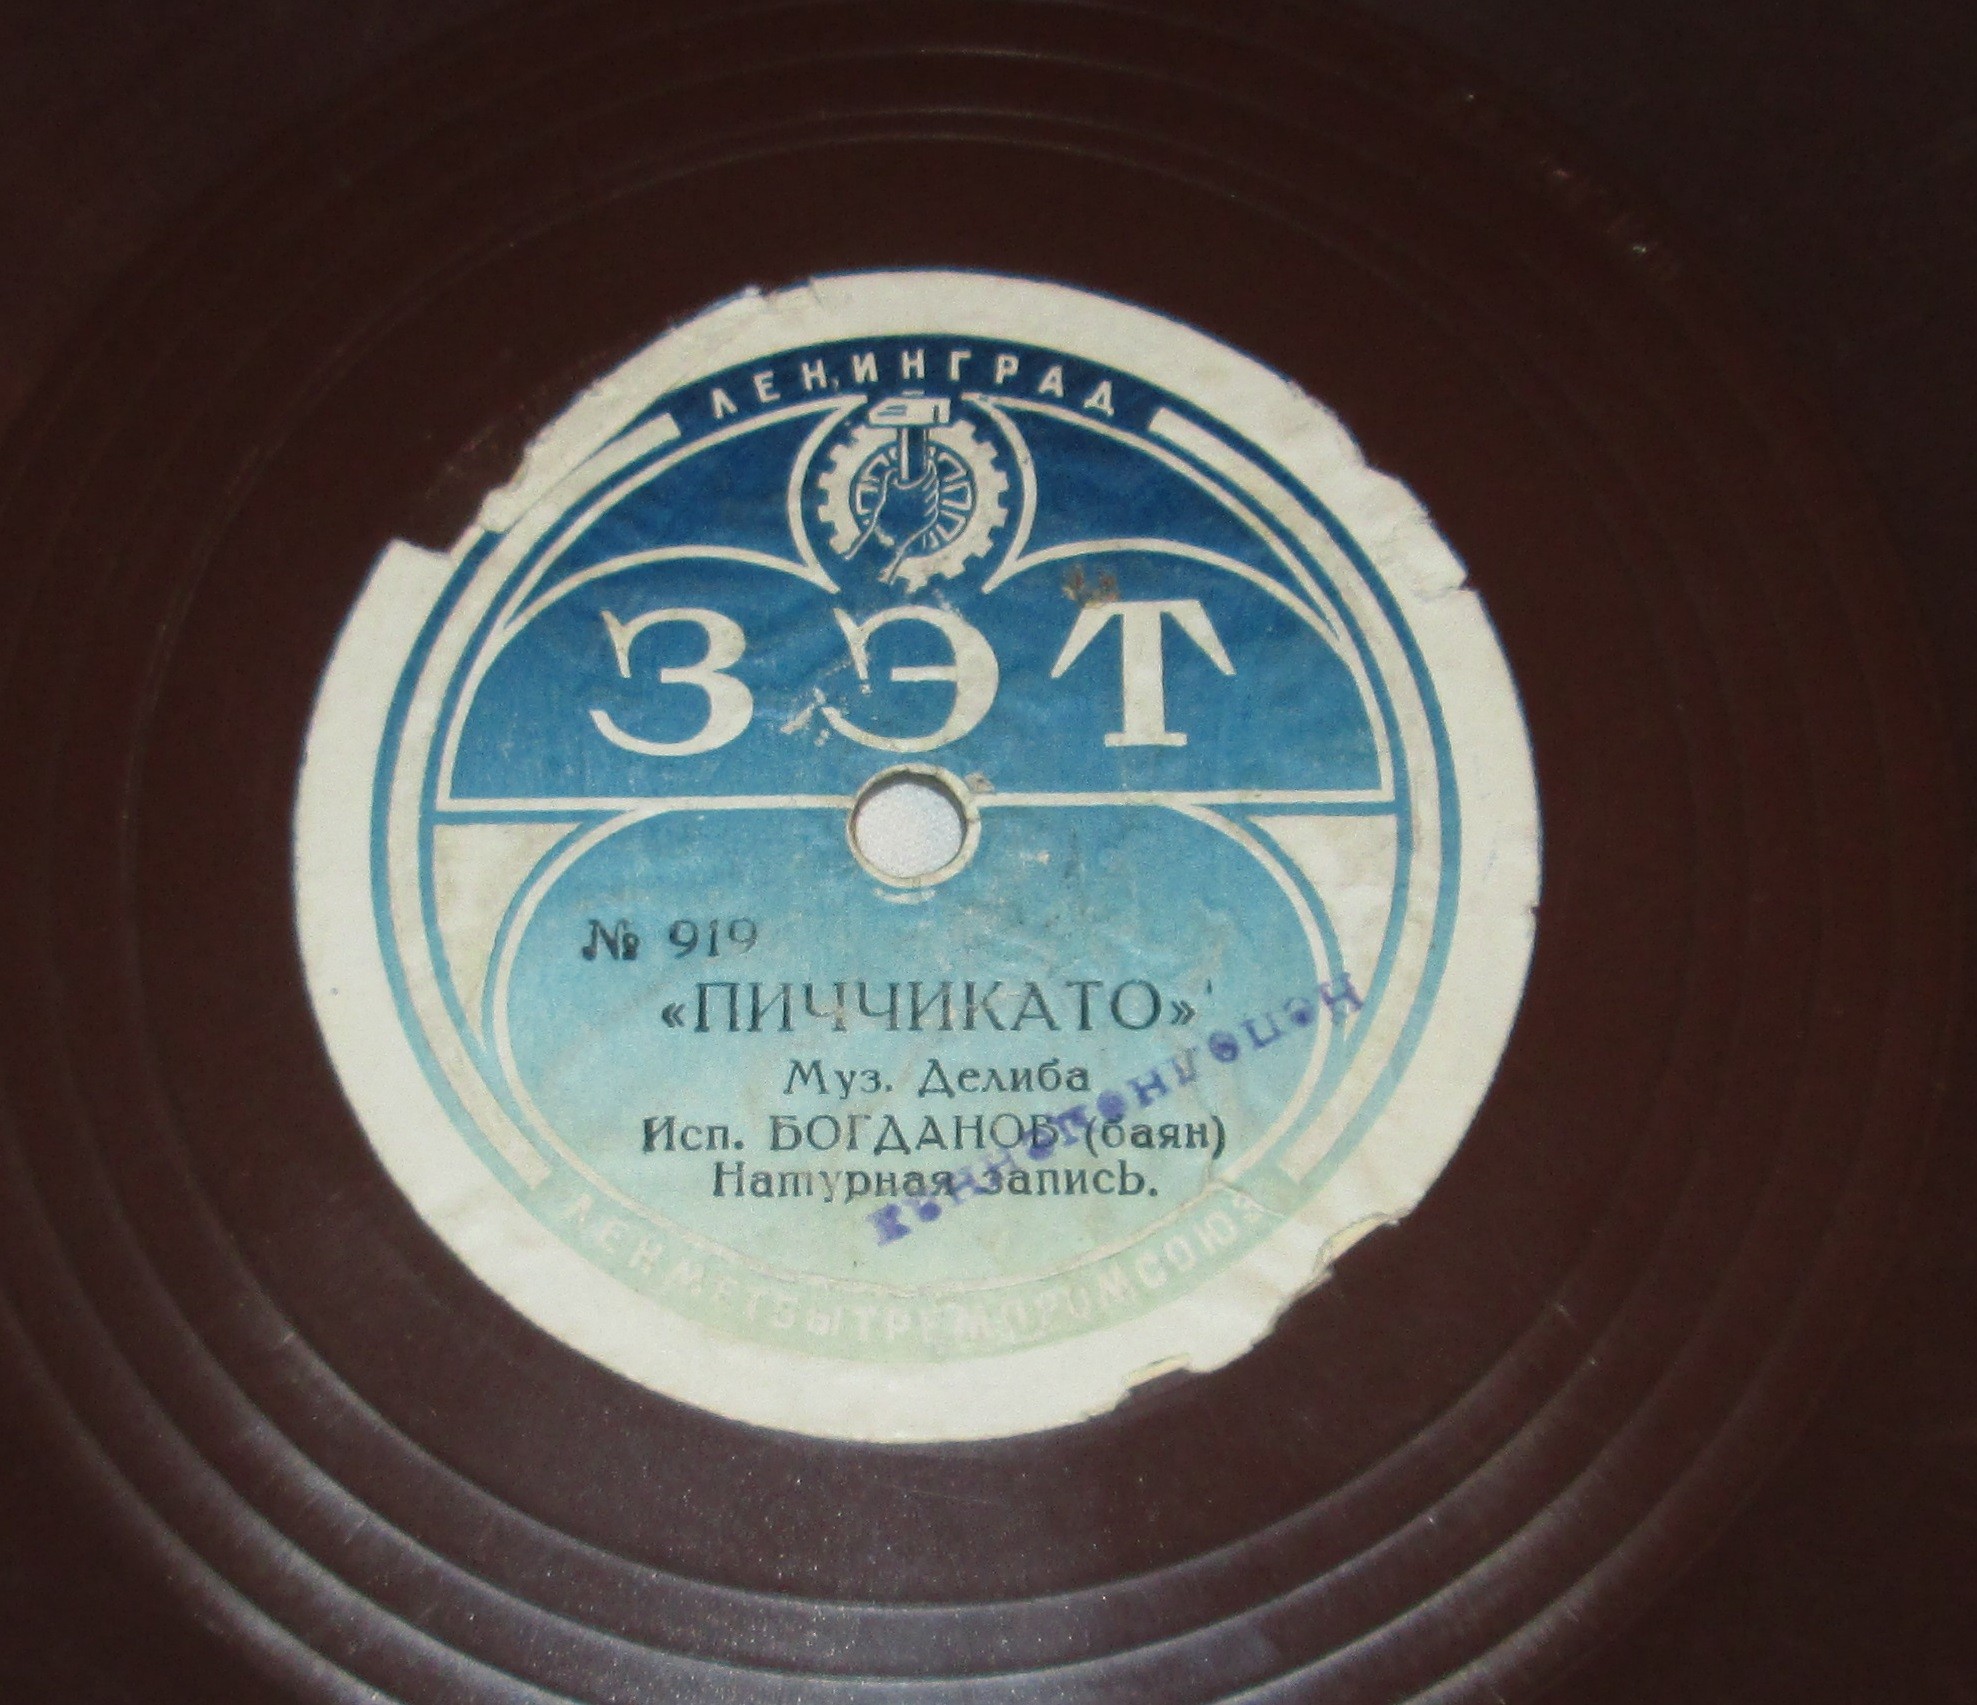 ЛЕНИНГРАД
ЗЭТ
№ 919
«ПИЧЧИКАТО»
Муз. Делиба
Исп. БОГДАНОВ (баян)
Натурная запись.
ЛЕНМЕТБЫТРЕМПРОМСОЮЗ